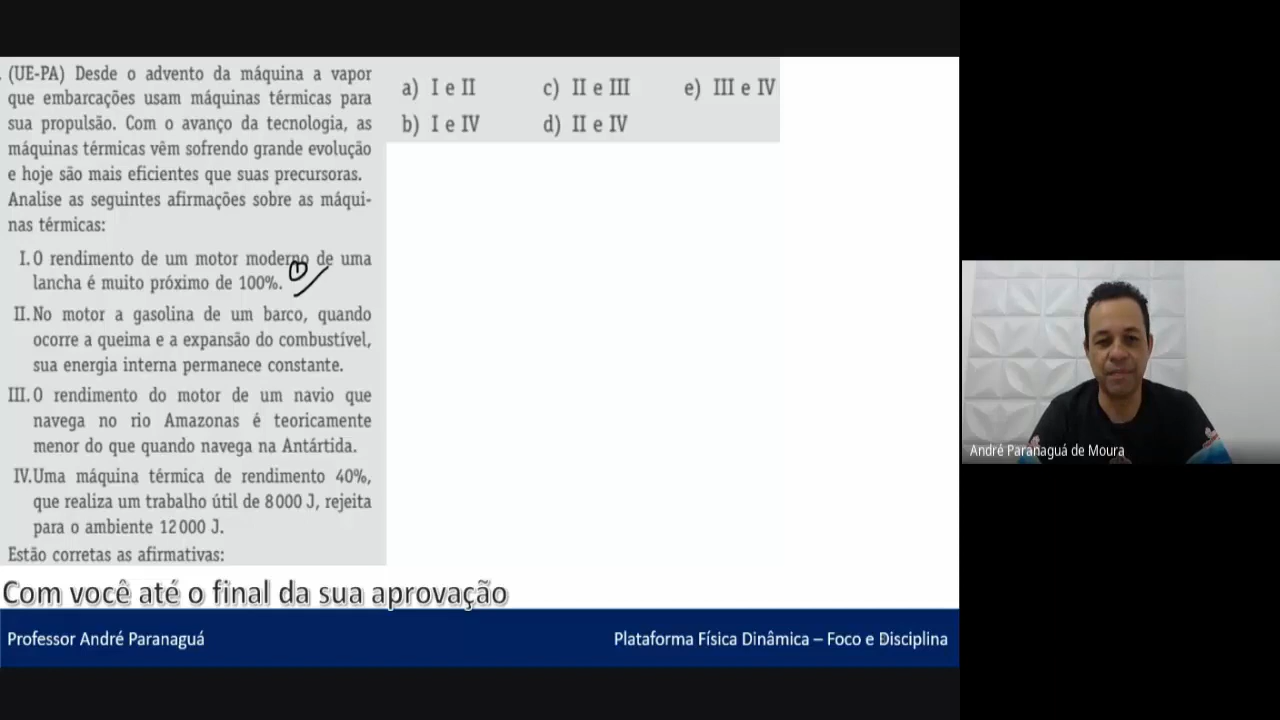 . (UE-PA) Desde o advento da máquina a vapor
que embarcações usam máquinas térmicas para
sua propulsão. Com o avanço da tecnologia, as
máquinas térmicas vêm sofrendo grande evolução
e hoje são mais eficientes que suas precursoras.
Analise as seguintes afirmações sobre as máqui-
nas térmicas:
I. O rendimento de um motor moderno de uma
lancha é muito próximo de 100%.
II. No motor a gasolina de um barco, quando
ocorre a queima e a expansão do combustível,
sua energia interna permanece constante.
III. O rendimento do motor de um navio que
navega no rio Amazonas é teoricamente
menor do que quando navega na Antártida.
IV. Uma máquina térmica de rendimento 40%,
que realiza um trabalho útil de 8 000 J, rejeita
para o ambiente 12 000 J.
Estão corretas as afirmativas:
a) I e II c) II e III e) III e IV
b) I e IV d) II e IV
Com você até o final da sua aprovação
Professor André Paranaguá Plataforma Física Dinâmica – Foco e Disciplina
André Paranaguá de Moura